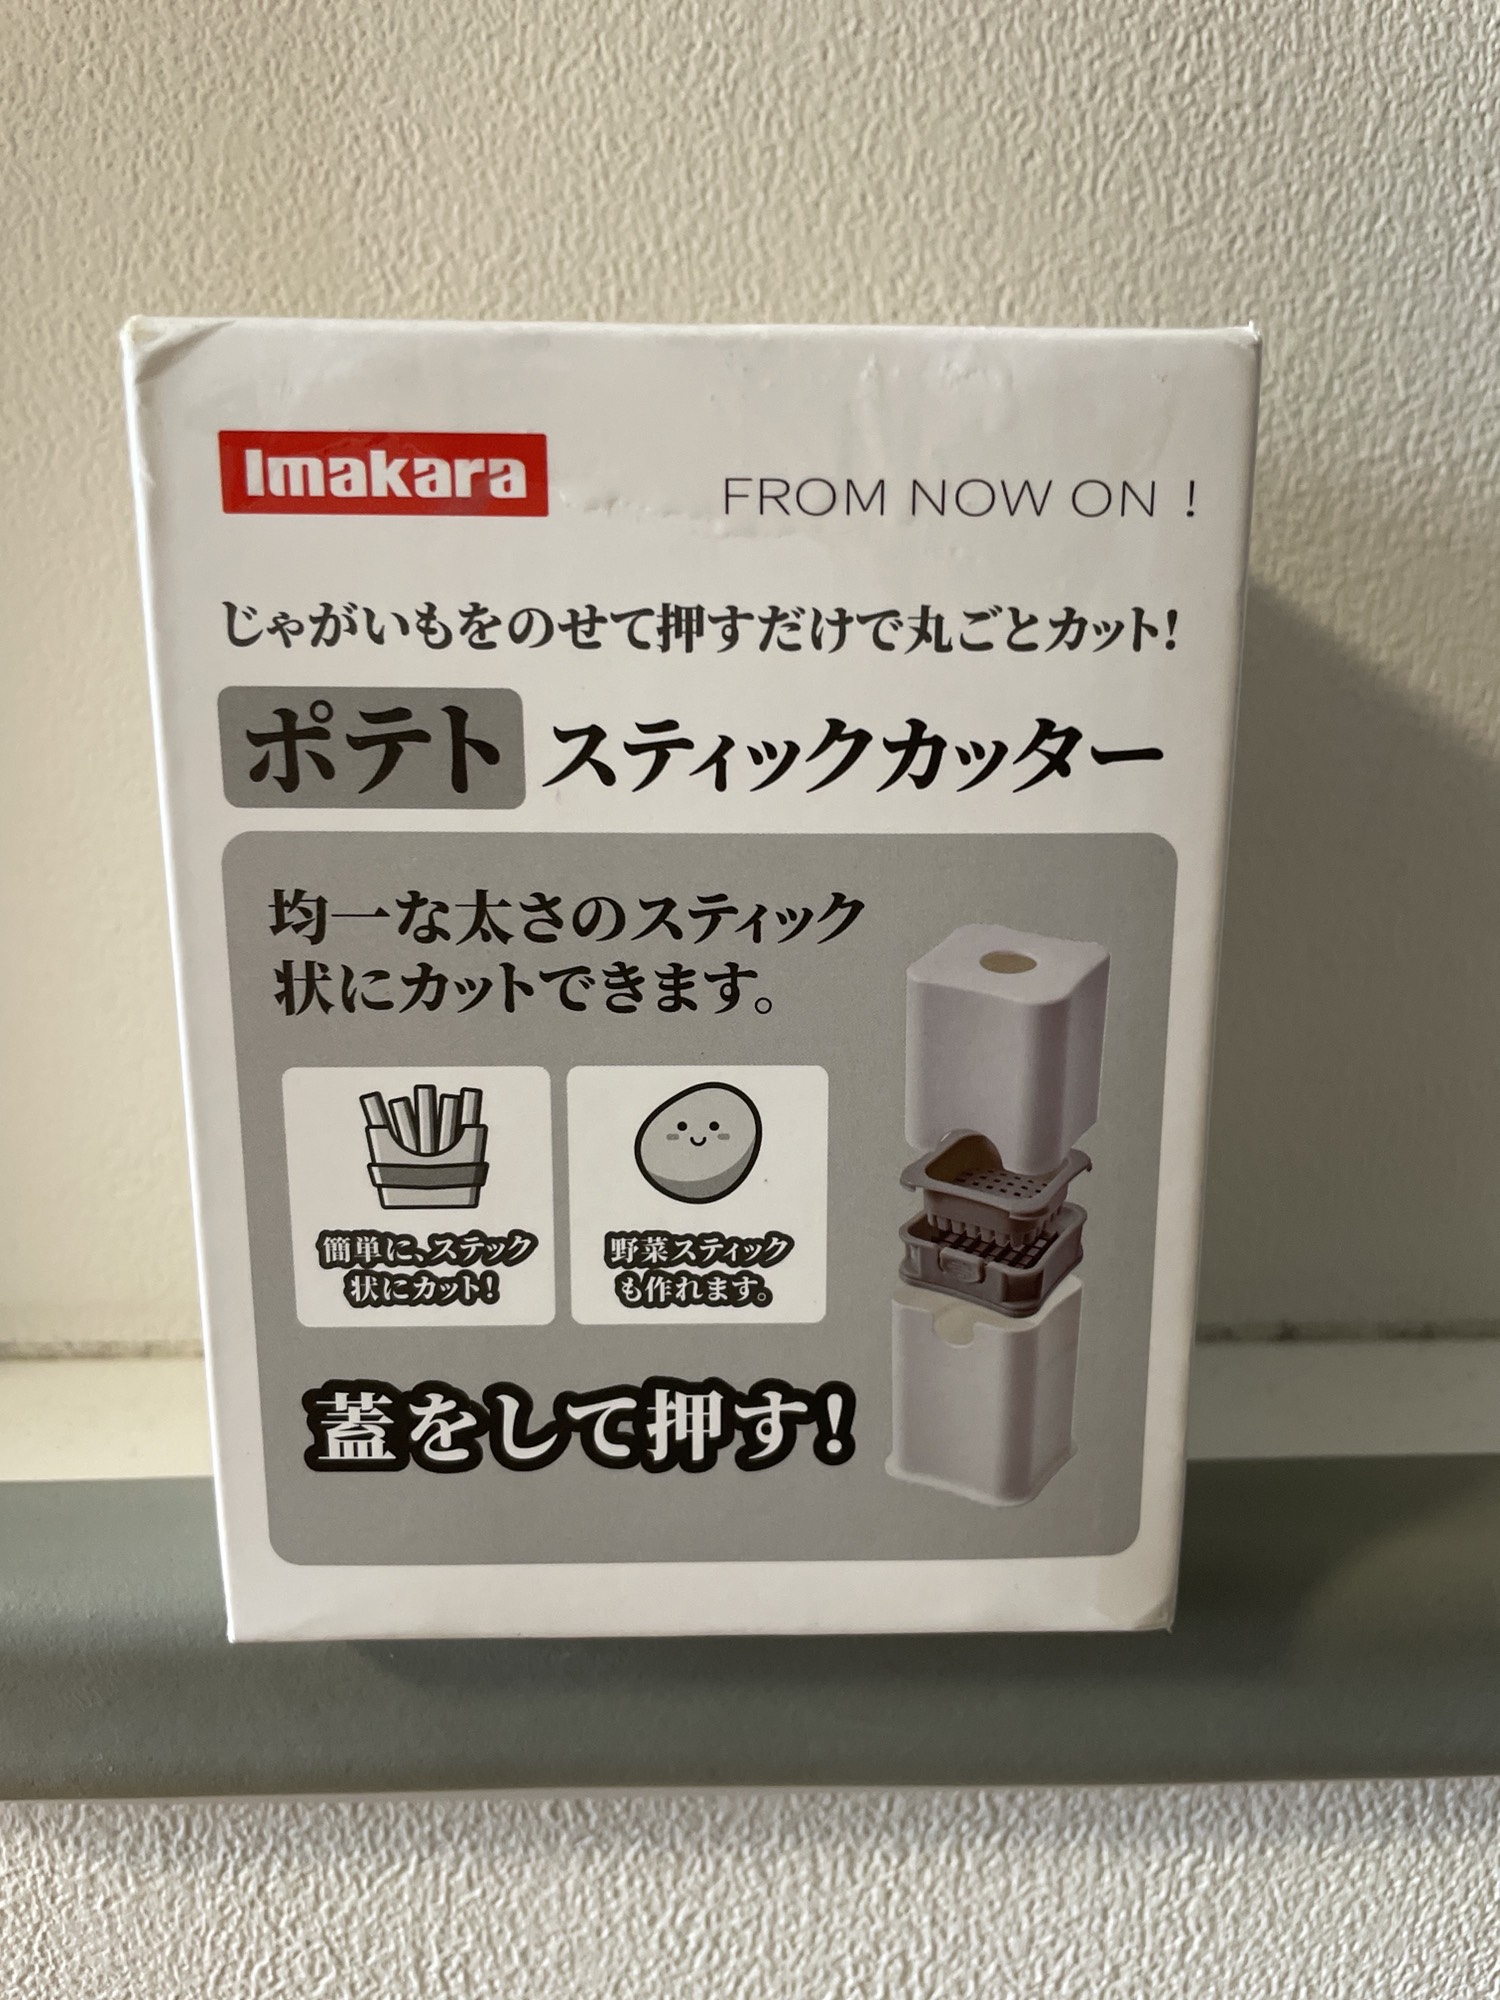 Imakara
FROM NOW ON !
じゃがいもをのせて押すだけで丸ごとカット!
ポテト スティックカッター
均一な太さのスティック
状にカットできます。
簡単に、ステック
状にカット!
野菜スティック
も作れます。
蓋をして押す!